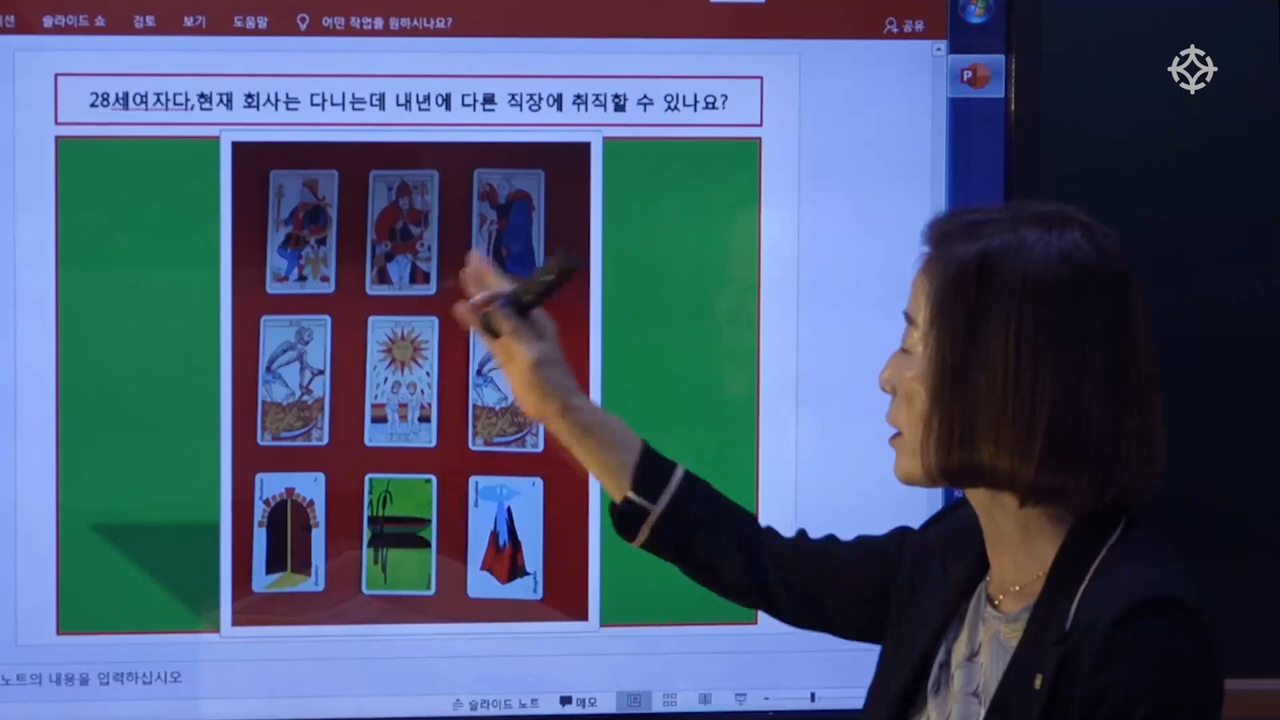 슬라이드 쇼 검토 보기 도움말 어떤 작업을 원하시나요? 공유
28세여자다,현재 회사는 다니는데 내년에 다른 직장에 취직할 수 있나요?
P
노트의 내용을 입력하십시오
슬라이드 노트 메모